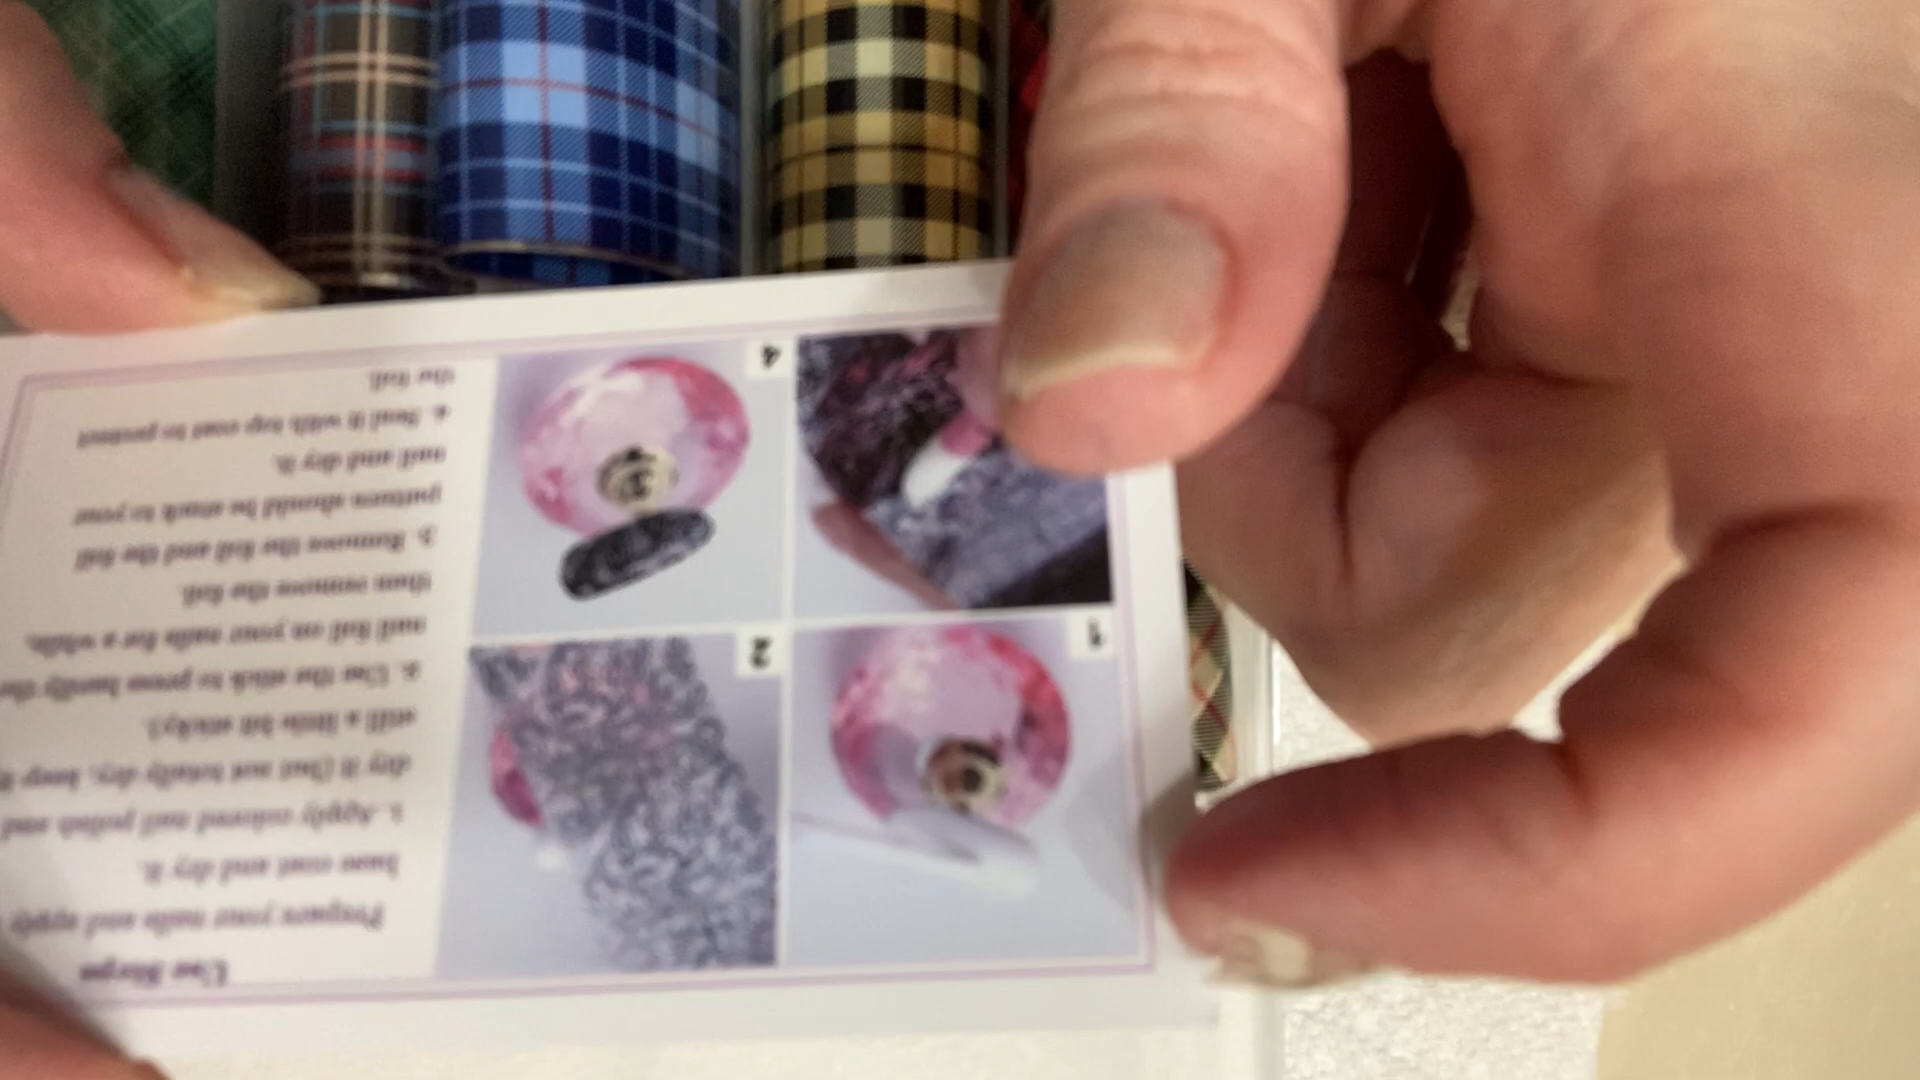 Use Steps
Prepare your nails and apply
base coat and dry it.
1. Apply colored nail polish and
dry it (but not totally dry, keep it
still a little bit sticky).
2. Use the stick to press hardly the
nail foil on your nails for a while,
then remove the foil.
3. Remove the foil and the foil
pattern should be stuck to your
nail and dry it.
4. Seal it with top coat to protect
the foil.
1
2
4